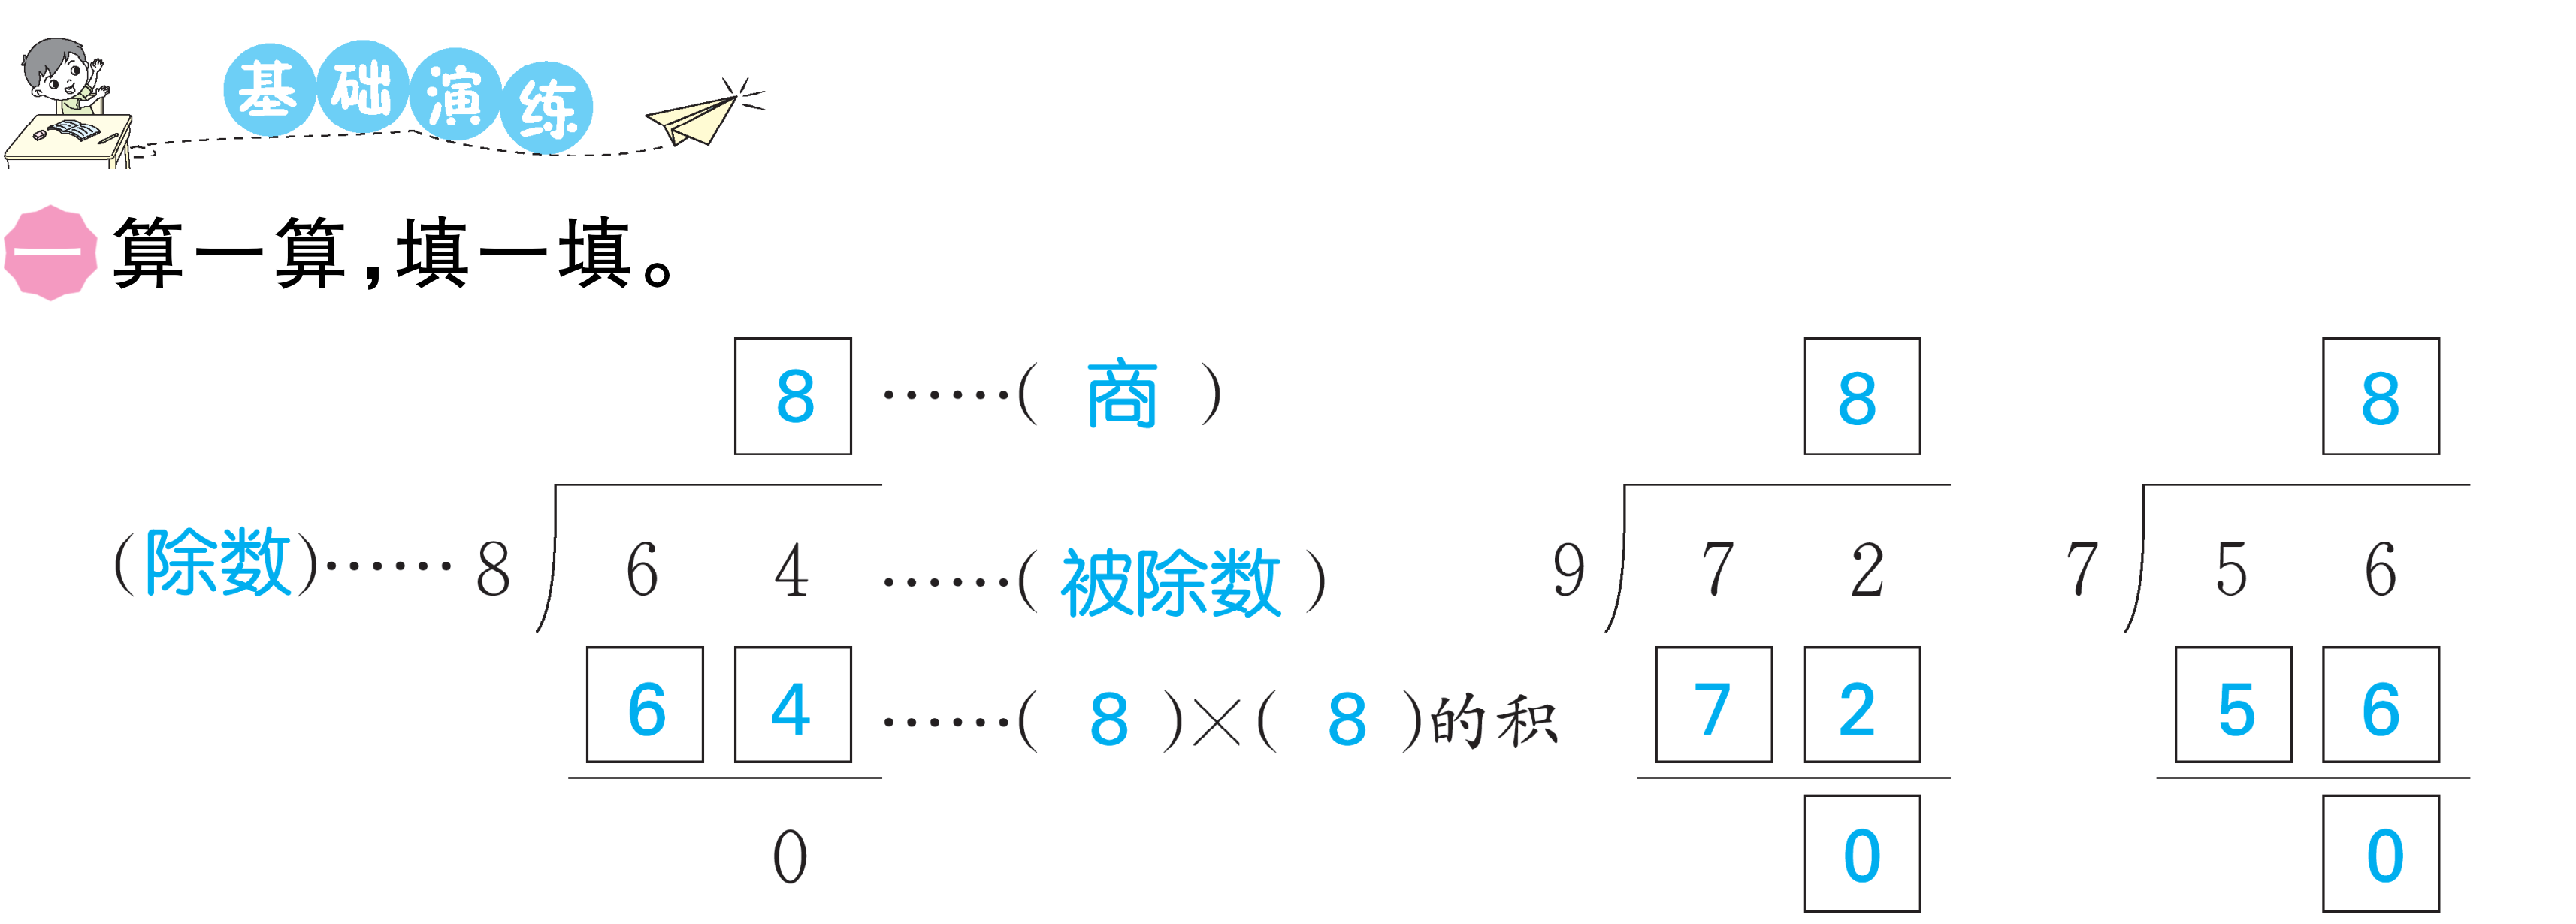 基础演练
一 算一算,填一填。
8 ……( 商 ) 8 8
(除数)…… 8 6 4 ……( 被除数 ) 9 7 2 7 5 6
6 4 ……( 8 )×( 8 )的积 7 2 5 6
0 0 0